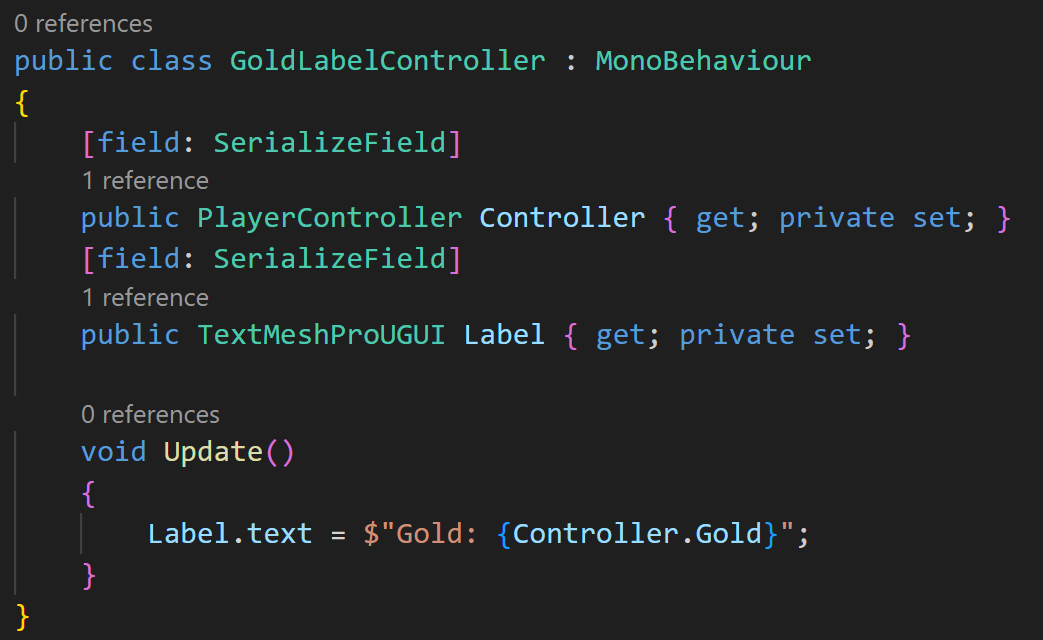 0 references
public class GoldLabelController : MonoBehaviour
{
[field: SerializeField]
1 reference
public PlayerController Controller { get; private set; }
[field: SerializeField]
1 reference
public TextMeshProUGUI Label { get; private set; }
0 references
void Update()
{
Label.text = $"Gold: {Controller.Gold}";
}
}